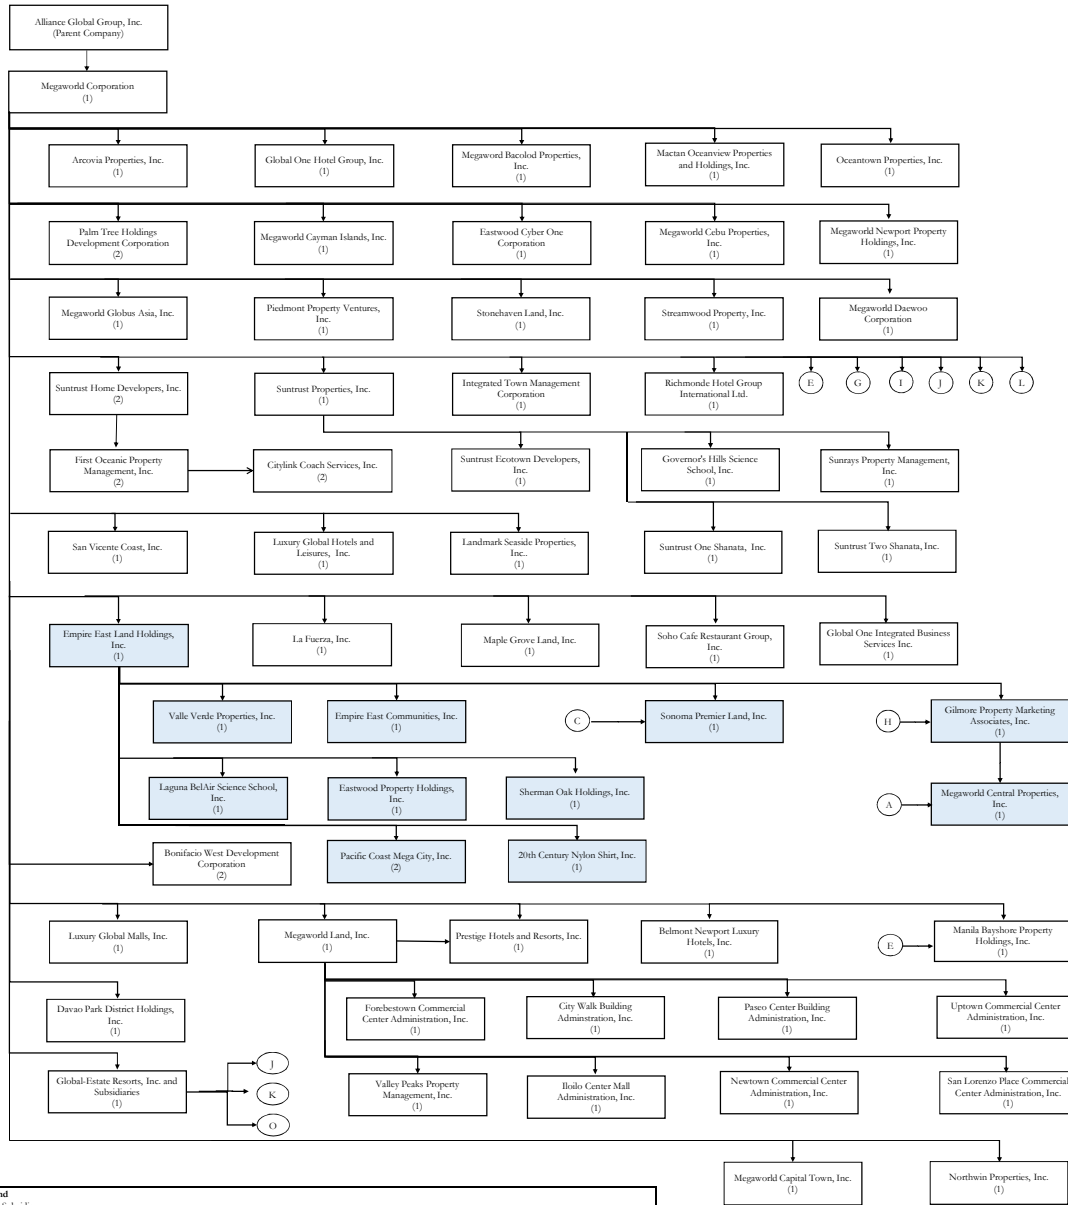 Alliance Global Group, Inc.
(Parent Company)
Megaworld Corporation
(1)
Arcovia Properties, Inc.
(1)
Global One Hotel Group, Inc.
(1)
Megaword Bacolod Properties,
Inc.
(1)
Mactan Oceanview Properties
and Holdings, Inc.
(1)
Oceantown Properties, Inc.
(1)
Palm Tree Holdings
Development Corporation
(2)
Megaworld Cayman Islands, Inc.
(1)
Eastwood Cyber One
Corporation
(1)
Megaworld Cebu Properties,
Inc.
(1)
Megaworld Newport Property
Holdings, Inc.
(1)
Megaworld Globus Asia, Inc.
(1)
Piedmont Property Ventures,
Inc.
(1)
Stonehaven Land, Inc.
(1)
Streamwood Property, Inc.
(1)
Megaworld Daewoo
Corporation
(1)
Suntrust Home Developers, Inc.
(2)
Suntrust Properties, Inc.
(1)
Integrated Town Management
Corporation
(1)
Richmonde Hotel Group
International Ltd.
(1)
E
G
I
J
K
L
First Oceanic Property
Management, Inc.
(2)
Citylink Coach Services, Inc.
(2)
Suntrust Ecotown Developers,
Inc.
(1)
Governor's Hills Science
School, Inc.
(1)
Sunrays Property Management,
Inc.
(1)
San Vicente Coast, Inc.
(1)
Luxury Global Hotels and
Leisures, Inc.
(1)
Landmark Seaside Properties,
Inc..
(1)
Suntrust One Shanata, Inc.
(1)
Suntrust Two Shanata, Inc.
(1)
Empire East Land Holdings,
Inc.
(1)
La Fuerza, Inc.
(1)
Maple Grove Land, Inc.
(1)
Soho Cafe Restaurant Group,
Inc.
(1)
Global One Integrated Business
Services Inc.
(1)
Valle Verde Properties, Inc.
(1)
Empire East Communities, Inc.
(1)
C
Sonoma Premier Land, Inc.
(1)
H
Gilmore Property Marketing
Associates, Inc.
(1)
Laguna BelAir Science School,
Inc.
(1)
Eastwood Property Holdings,
Inc.
(1)
Sherman Oak Holdings, Inc.
(1)
A
Megaworld Central Properties,
Inc.
(1)
Bonifacio West Development
Corporation
(2)
Pacific Coast Mega City, Inc.
(2)
20th Century Nylon Shirt, Inc.
(1)
Luxury Global Malls, Inc.
(1)
Megaworld Land, Inc.
(1)
Prestige Hotels and Resorts, Inc.
(1)
Belmont Newport Luxury
Hotels, Inc.
(1)
E
Manila Bayshore Property
Holdings, Inc.
(1)
Davao Park District Holdings,
Inc.
(1)
Forebestown Commercial
Center Administration, Inc.
(1)
City Walk Building
Adminstration, Inc.
(1)
Paseo Center Building
Administration, Inc.
(1)
Uptown Commercial Center
Administration, Inc.
(1)
Global-Estate Resorts, Inc. and
Subsidiaries
(1)
J
K
O
Valley Peaks Property
Management, Inc.
(1)
Iloilo Center Mall
Administration, Inc.
(1)
Newtown Commercial Center
Administration, Inc.
(1)
San Lorenzo Place Commercial
Center Administration, Inc.
(1)
Megaworld Capital Town, Inc.
(1)
Northwin Properties, Inc.
(1)